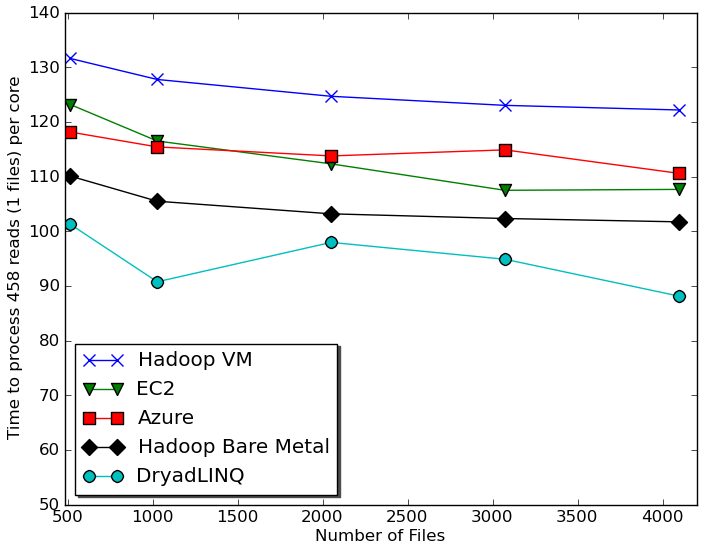 140
130
120
110
100
90
80
70
60
50
Time to process 458 reads (1 files) per core
Hadoop VM
EC2
Azure
Hadoop Bare Metal
DryadLINQ
500 1000 1500 2000 2500 3000 3500 4000
Number of Files